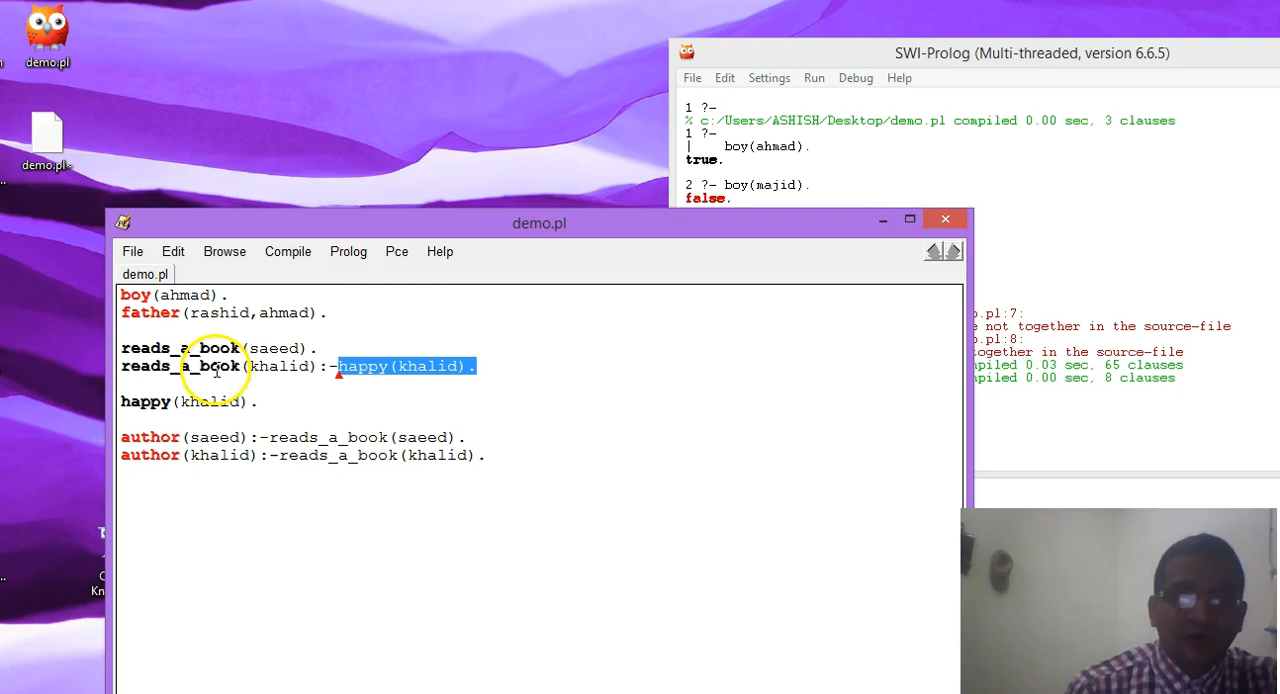 demo.pl
demo.pl~
SWI-Prolog (Multi-threaded, version 6.6.5)
File Edit Settings Run Debug Help
1 ?-
% c:/Users/ASHISH/Desktop/demo.pl compiled 0.00 sec, 3 clauses
1 ?-
| boy(ahmad).
true.
2 ?- boy(majid).
false.
o.pl:7:
e not together in the source-file
o.pl:8:
together in the source-file
piled 0.03 sec, 65 clauses
piled 0.00 sec, 8 clauses
demo.pl
File Edit Browse Compile Prolog Pce Help
demo.pl
boy(ahmad).
father(rashid,ahmad).
reads_a_book(saeed).
reads_a_book(khalid):-happy(khalid).
happy(khalid).
author(saeed):-reads_a_book(saeed).
author(khalid):-reads_a_book(khalid).
Kn